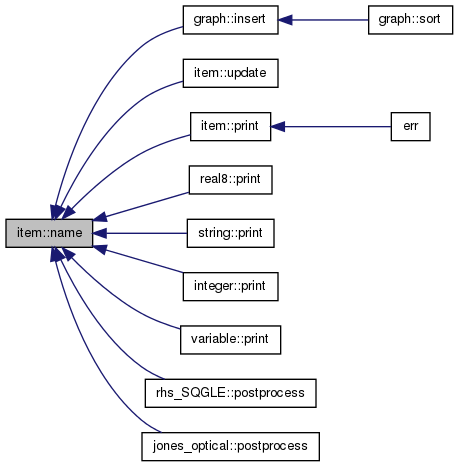 graph::insert
graph::sort
item::update
item::print
err
real8::print
item::name
string::print
integer::print
variable::print
rhs_SQGLE::postprocess
jones_optical::postprocess